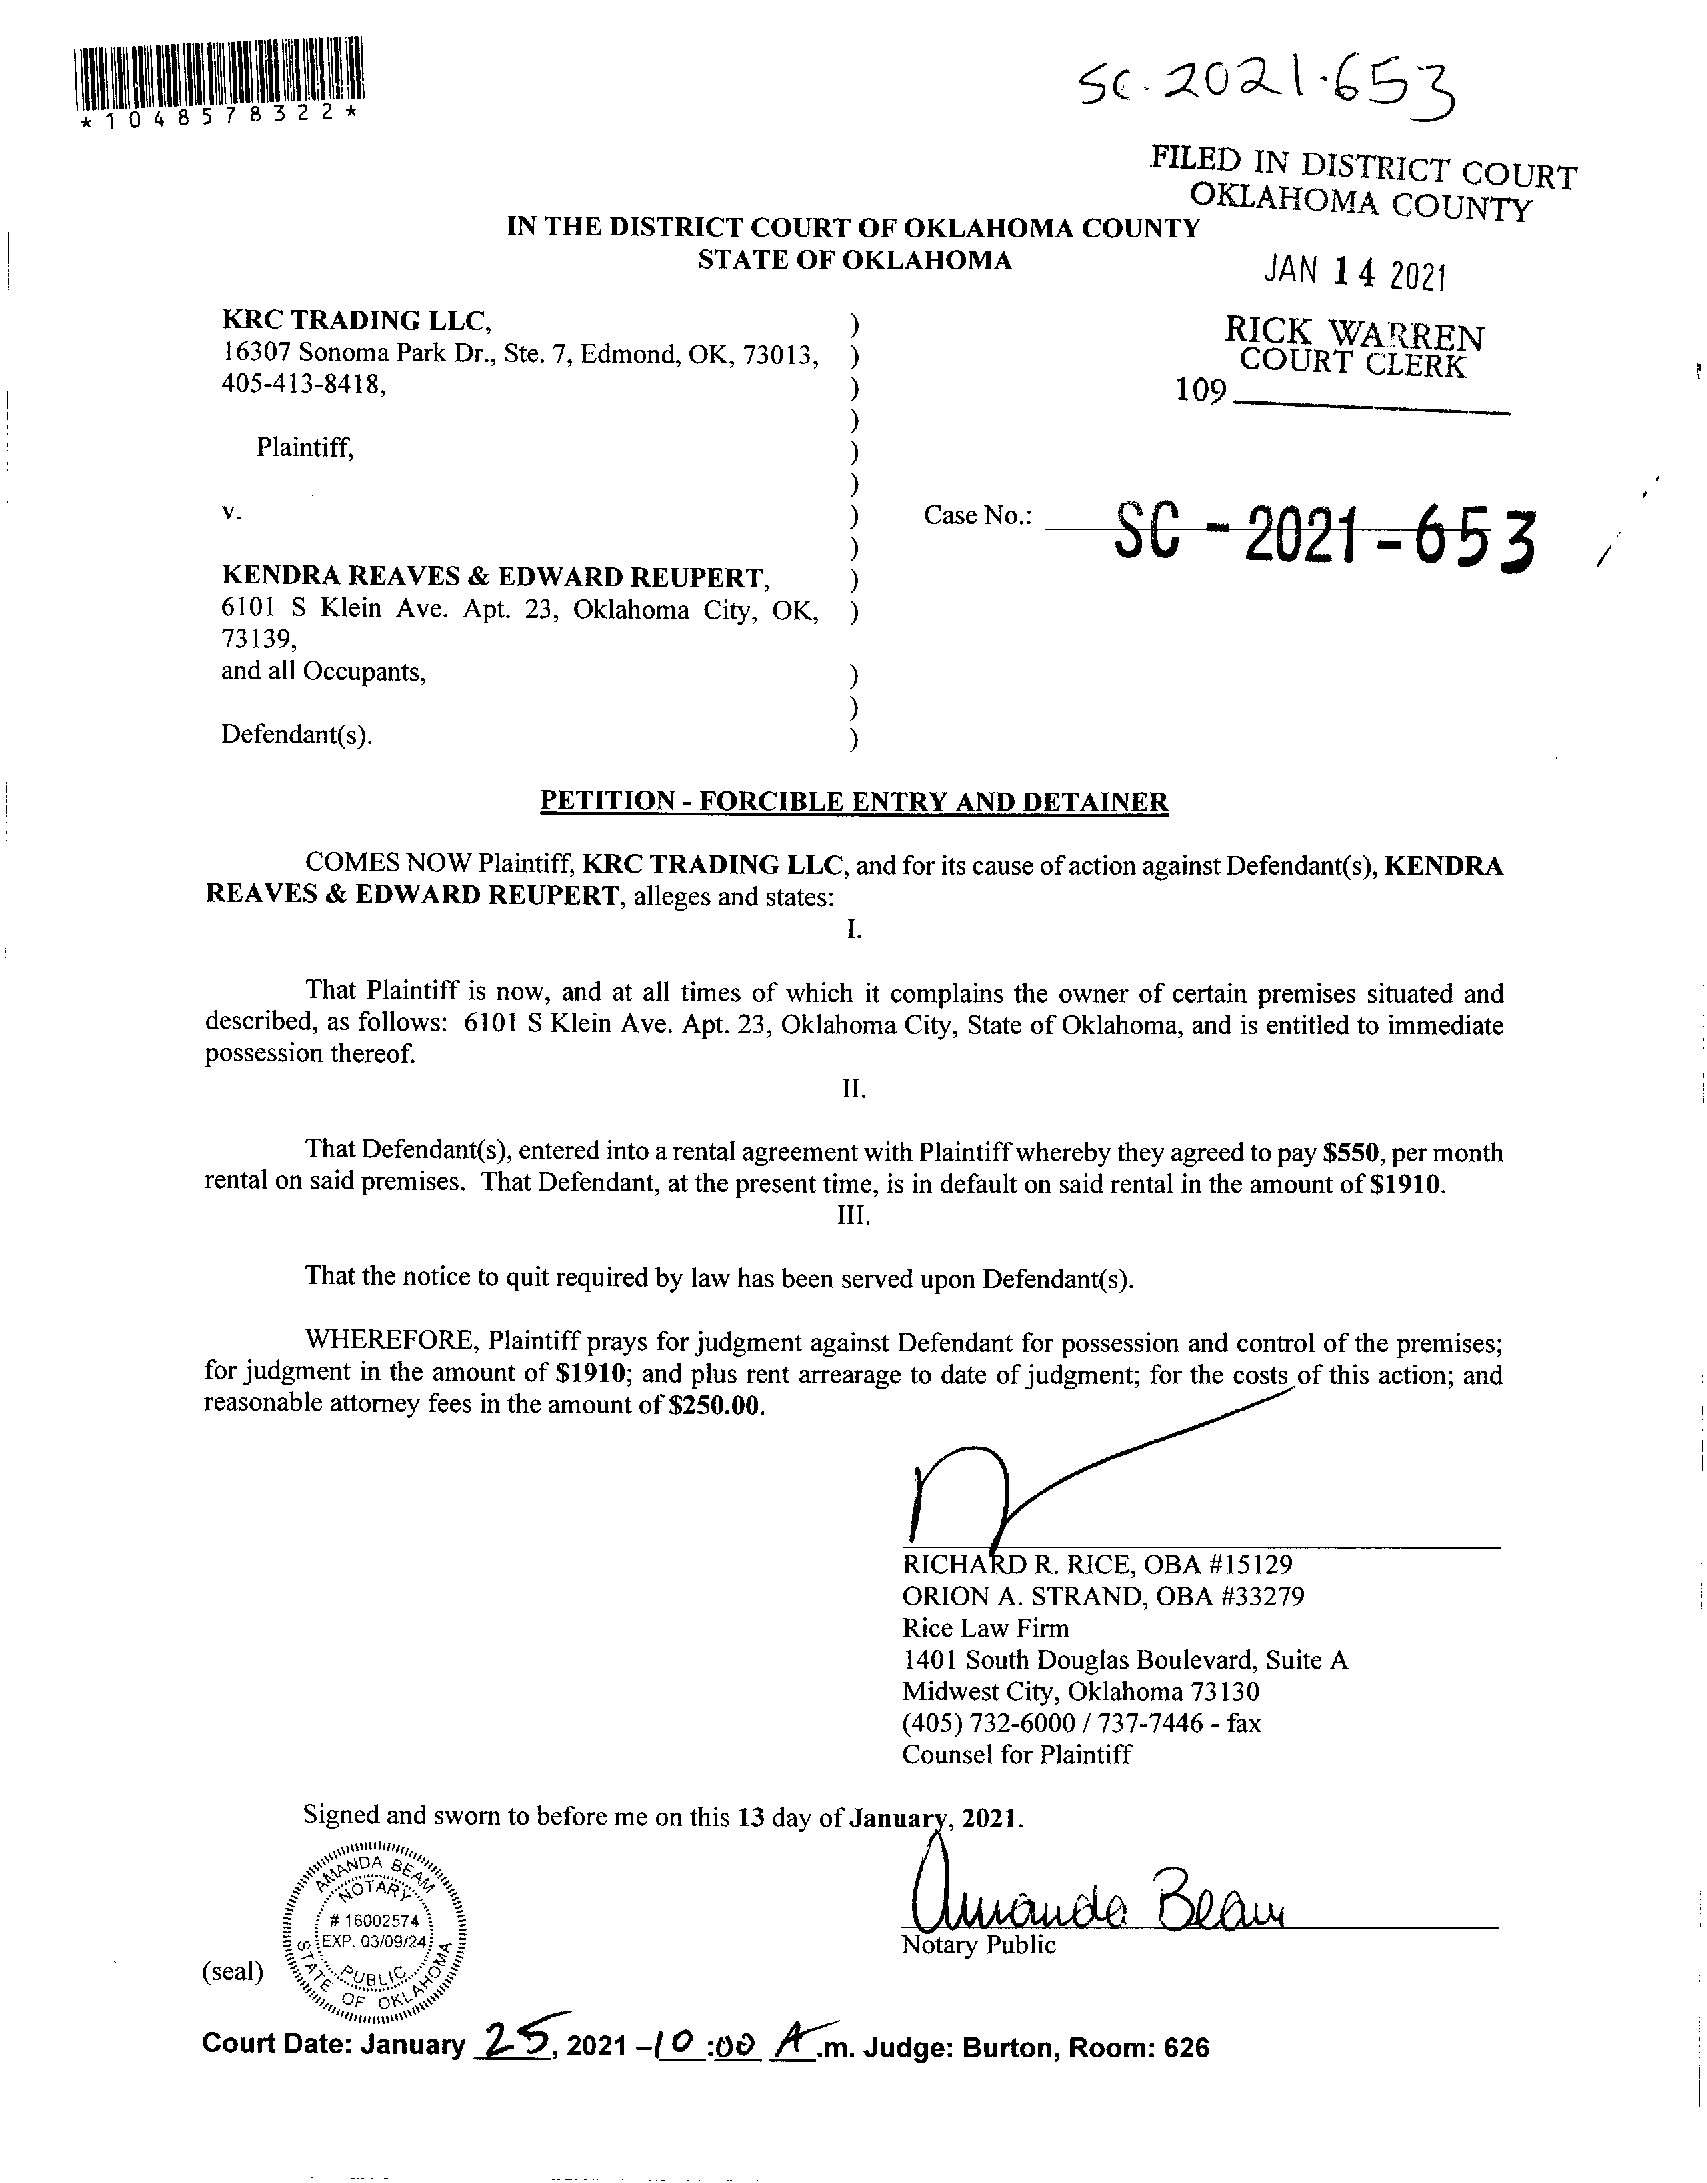 *1048578322*
SC-2021-653
FILED IN DISTRICT COURT
OKLAHOMA COUNTY
IN THE DISTRICT COURT OF OKLAHOMA COUNTY
STATE OF OKLAHOMA
JAN 14 2021
RICK WARREN
COURT CLERK
109
KRC TRADING LLC, )
16307 Sonoma Park Dr., Ste. 7, Edmond, OK, 73013, )
405-413-8418, )
)
Plaintiff, )
)
v. ) Case No.: SC - 2021 - 653
)
KENDRA REAVES & EDWARD REUPERT, )
6101 S Klein Ave. Apt. 23, Oklahoma City, OK, )
73139,
and all Occupants, )
)
Defendant(s). )
PETITION - FORCIBLE ENTRY AND DETAINER
COMES NOW Plaintiff, KRC TRADING LLC, and for its cause of action against Defendant(s), KENDRA
REAVES & EDWARD REUPERT, alleges and states:
I.
That Plaintiff is now, and at all times of which it complains the owner of certain premises situated and
described, as follows: 6101 S Klein Ave. Apt. 23, Oklahoma City, State of Oklahoma, and is entitled to immediate
possession thereof.
II.
That Defendant(s), entered into a rental agreement with Plaintiff whereby they agreed to pay $550, per month
rental on said premises. That Defendant, at the present time, is in default on said rental in the amount of $1910.
III.
That the notice to quit required by law has been served upon Defendant(s).
WHEREFORE, Plaintiff prays for judgment against Defendant for possession and control of the premises;
for judgment in the amount of $1910; and plus rent arrearage to date of judgment; for the costs of this action; and
reasonable attorney fees in the amount of $250.00.
RICHARD R. RICE, OBA #15129
ORION A. STRAND, OBA #33279
Rice Law Firm
1401 South Douglas Boulevard, Suite A
Midwest City, Oklahoma 73130
(405) 732-6000 / 737-7446 - fax
Counsel for Plaintiff
Signed and sworn to before me on this 13 day of January, 2021.
AMANDA BEAM
NOTARY
# 16002574
EXP. 03/09/24
PUBLIC
STATE OF OKLAHOMA
Amanda Beam
Notary Public
(seal)
Court Date: January 25, 2021 - 10:00 A.m. Judge: Burton, Room: 626